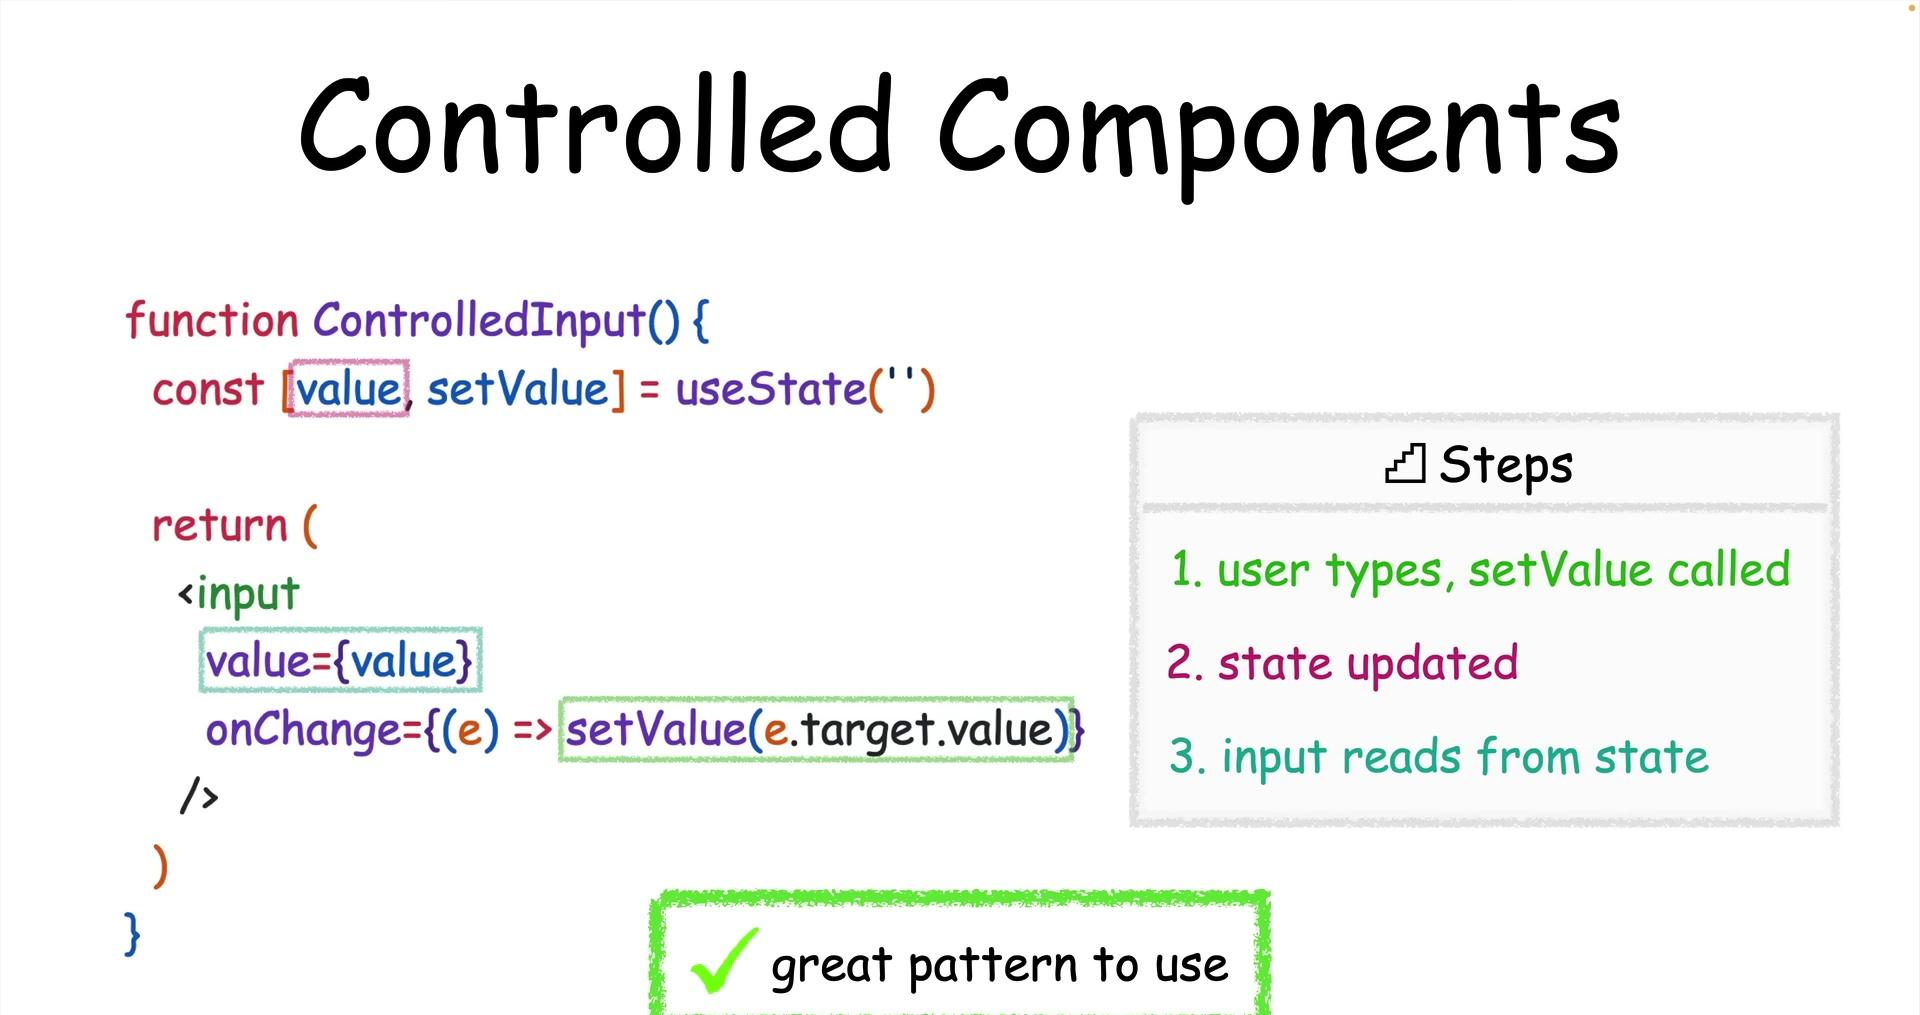 Controlled Components
function ControlledInput() {
const [value, setValue] = useState('')
return (
<input
value={value}
onChange={(e) => setValue(e.target.value)}
/>
)
}
Steps
1. user types, setValue called
2. state updated
3. input reads from state
great pattern to use